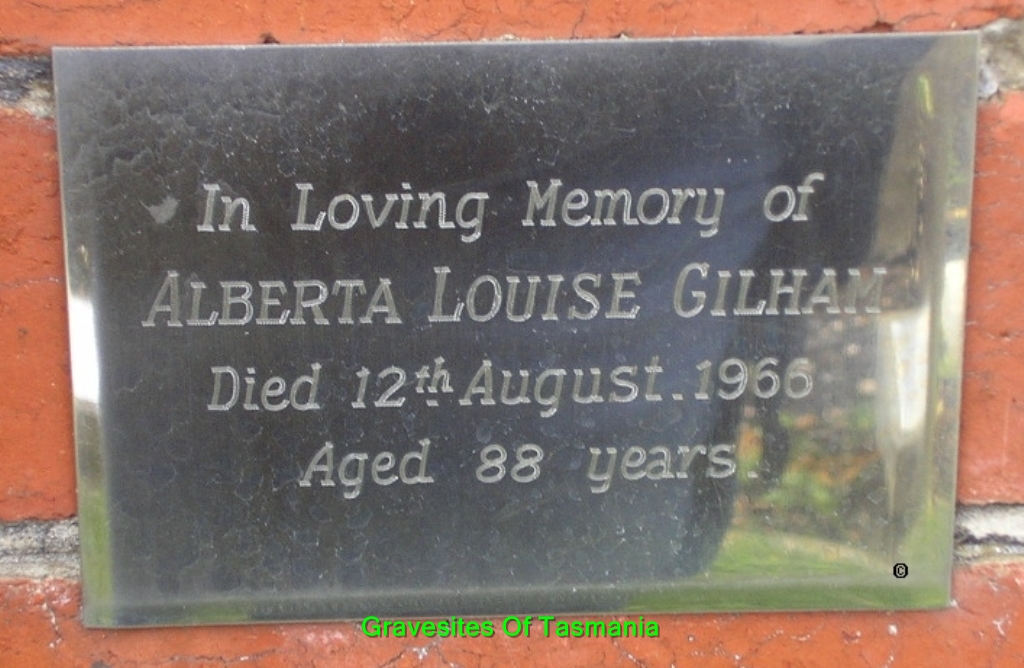 In Loving Memory of
ALBERTA LOUISE GILHAM
Died 12th August. 1966
Aged 88 years.
©
Gravesites Of Tasmania